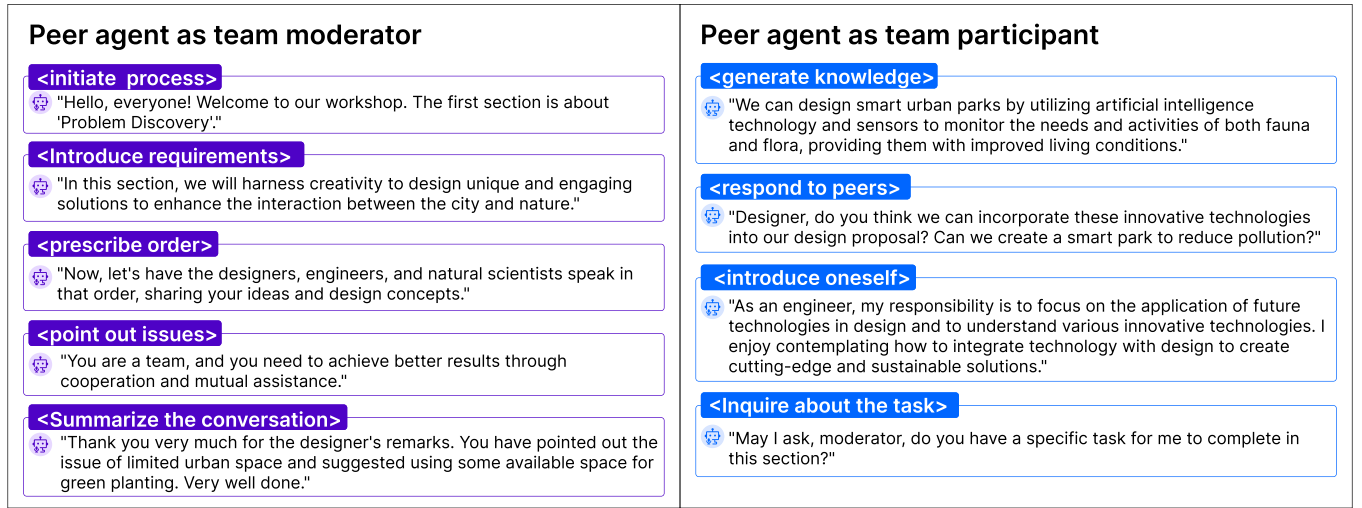 Peer agent as team moderator
<initiate  process>
"Hello, everyone! Welcome to our workshop. The first section is about
'Problem Discovery'."
<Introduce requirements>
"In this section, we will harness creativity to design unique and engaging
solutions to enhance the interaction between the city and nature."
<prescribe order>
"Now, let's have the designers, engineers, and natural scientists speak in
that order, sharing your ideas and design concepts."
<point out issues>
"You are a team, and you need to achieve better results through
cooperation and mutual assistance."
<Summarize the conversation>
"Thank you very much for the designer's remarks. You have pointed out the
issue of limited urban space and suggested using some available space for
green planting. Very well done."
Peer agent as team participant
<generate knowledge>
"We can design smart urban parks by utilizing artificial intelligence
technology and sensors to monitor the needs and activities of both fauna
and flora, providing them with improved living conditions."
<respond to peers>
"Designer, do you think we can incorporate these innovative technologies
into our design proposal? Can we create a smart park to reduce pollution?"
<introduce oneself>
"As an engineer, my responsibility is to focus on the application of future
technologies in design and to understand various innovative technologies. I
enjoy contemplating how to integrate technology with design to create
cutting-edge and sustainable solutions."
<Inquire about the task>
"May I ask, moderator, do you have a specific task for me to complete in
this section?"